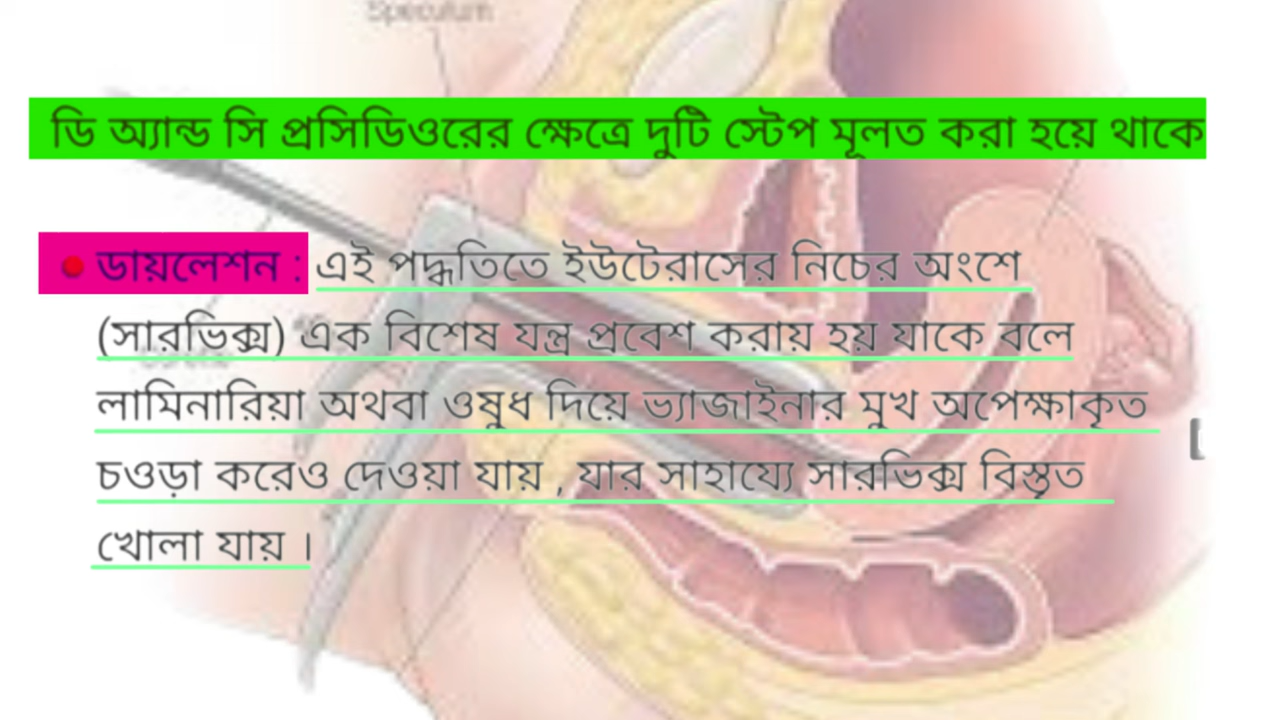 Speculum
ডি অ্যান্ড সি প্রসিডিওরের ক্ষেত্রে দুটি স্টেপ মূলত করা হয়ে থাকে
• ডায়লেশন : এই পদ্ধতিতে ইউটেরাসের নিচের অংশে
(সারভিক্স) এক বিশেষ যন্ত্র প্রবেশ করায় হয় যাকে বলে
লামিনারিয়া অথবা ওষুধ দিয়ে ভ্যাজাইনার মুখ অপেক্ষাকৃত
চওড়া করেও দেওয়া যায় , যার সাহায্যে সারভিক্স বিস্তৃত
খোলা যায় ।